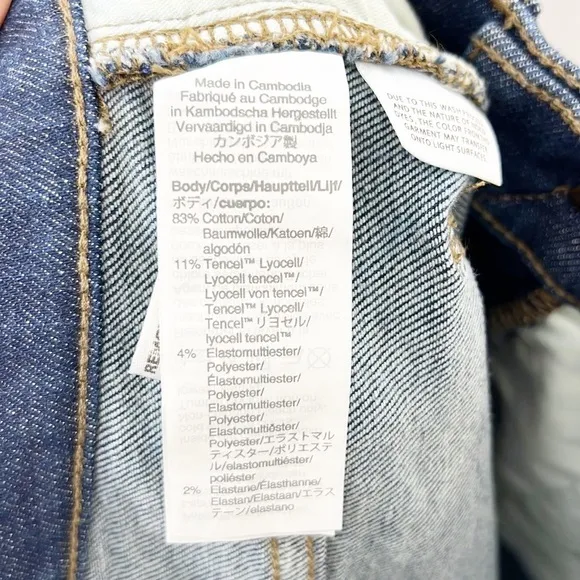 Made in Cambodia
Fabriqué au Cambodge
in Kambodscha Hergestellt
Vervaardigd in Cambodja
カンボジア製
Hecho en Camboya
Body/Corps/Hauptteil/Lijf/
ボディ/cuerpo:
83% Cotton/Coton/
Baumwolle/Katoen/綿/
algodón
11% Tencel™ Lyocell/
Lyocell tencel™/
Lyocell von tencel™/
Tencel™ Lyocell/
Tencel™ リヨセル/
lyocell tencel™
4% Elastomultiester/
Polyester/
Élastomultiester/
Polyester/
Elastomultiester/
Polyester/
Elastomultiester/
Polyester/エラストマル
ティスター/ポリエステ
ル/elastomultiéster/
poliéster
2% Elastane/Élasthanne/
Elastan/Elastaan/エラス
テーン/elastano
DUE TO THIS WASH
AND THE NATURE OF
DYES, THE COLOR FROM
GARMENT MAY TRANSFER
ONTO LIGHT SURFACES